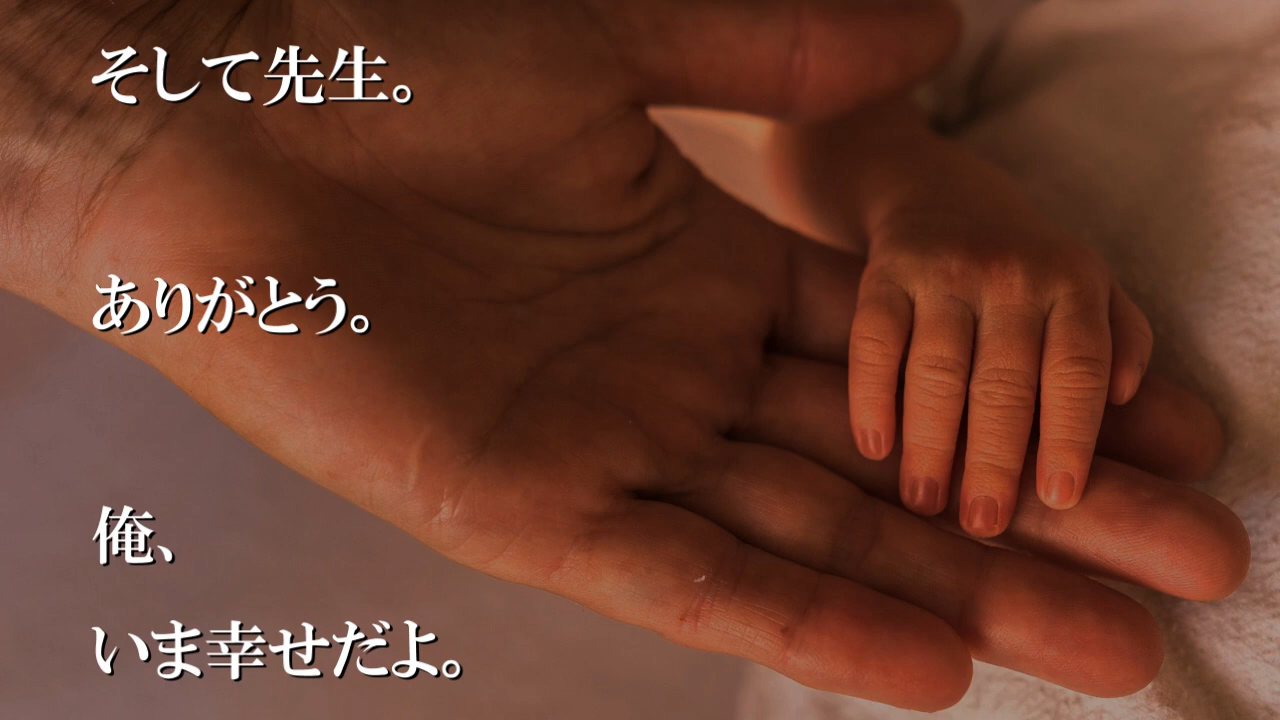 そして先生。
ありがとう。
俺、
いま幸せだよ。